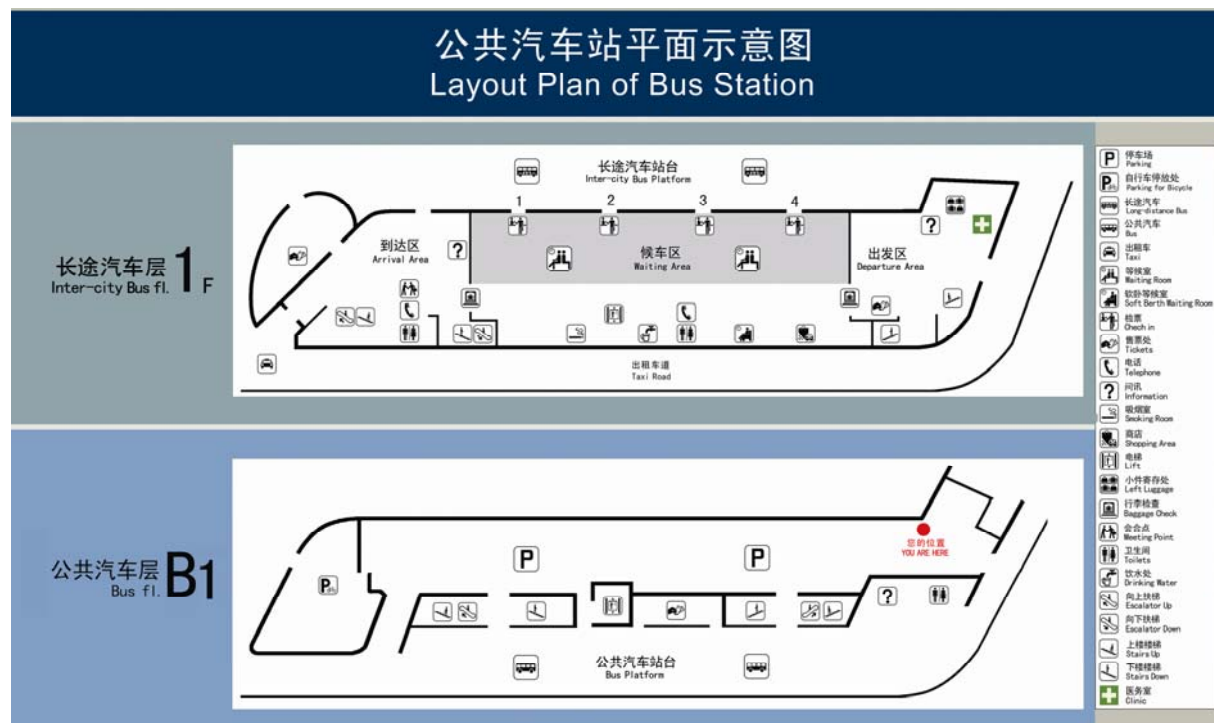 公共汽车站平面示意图
Layout Plan of Bus Station
长途汽车层 1 F
Inter-city Bus fl.
长途汽车站台
Inter-city Bus Platform
1 2 3 4
到达区
Arrival Area
候车区
Waiting Area
出发区
Departure Area
出租车道
Taxi Road
公共汽车层 B1
Bus fl.
P P
P
您的位置
YOU ARE HERE
公共汽车站台
Bus Platform
P 停车场
Parking
P 自行车停放处
Parking for Bicycle
长途汽车
Long-distance Bus
公共汽车
Bus
出租车
Taxi
等候室
Waiting Room
软卧等候室
Soft Berth Waiting Room
检票
Chech in
售票处
Tickets
电话
Telephone
? 问讯
Information
吸烟室
Smoking Room
商店
Shopping Area
电梯
Lift
小件寄存处
Left Luggage
行李检查
Baggage Check
会合点
Meeting Point
卫生间
Toilets
饮水处
Drinking Water
向上扶梯
Escalator Up
向下扶梯
Escalator Down
上楼楼梯
Stairs Up
下楼楼梯
Stairs Down
医务室
Clinic